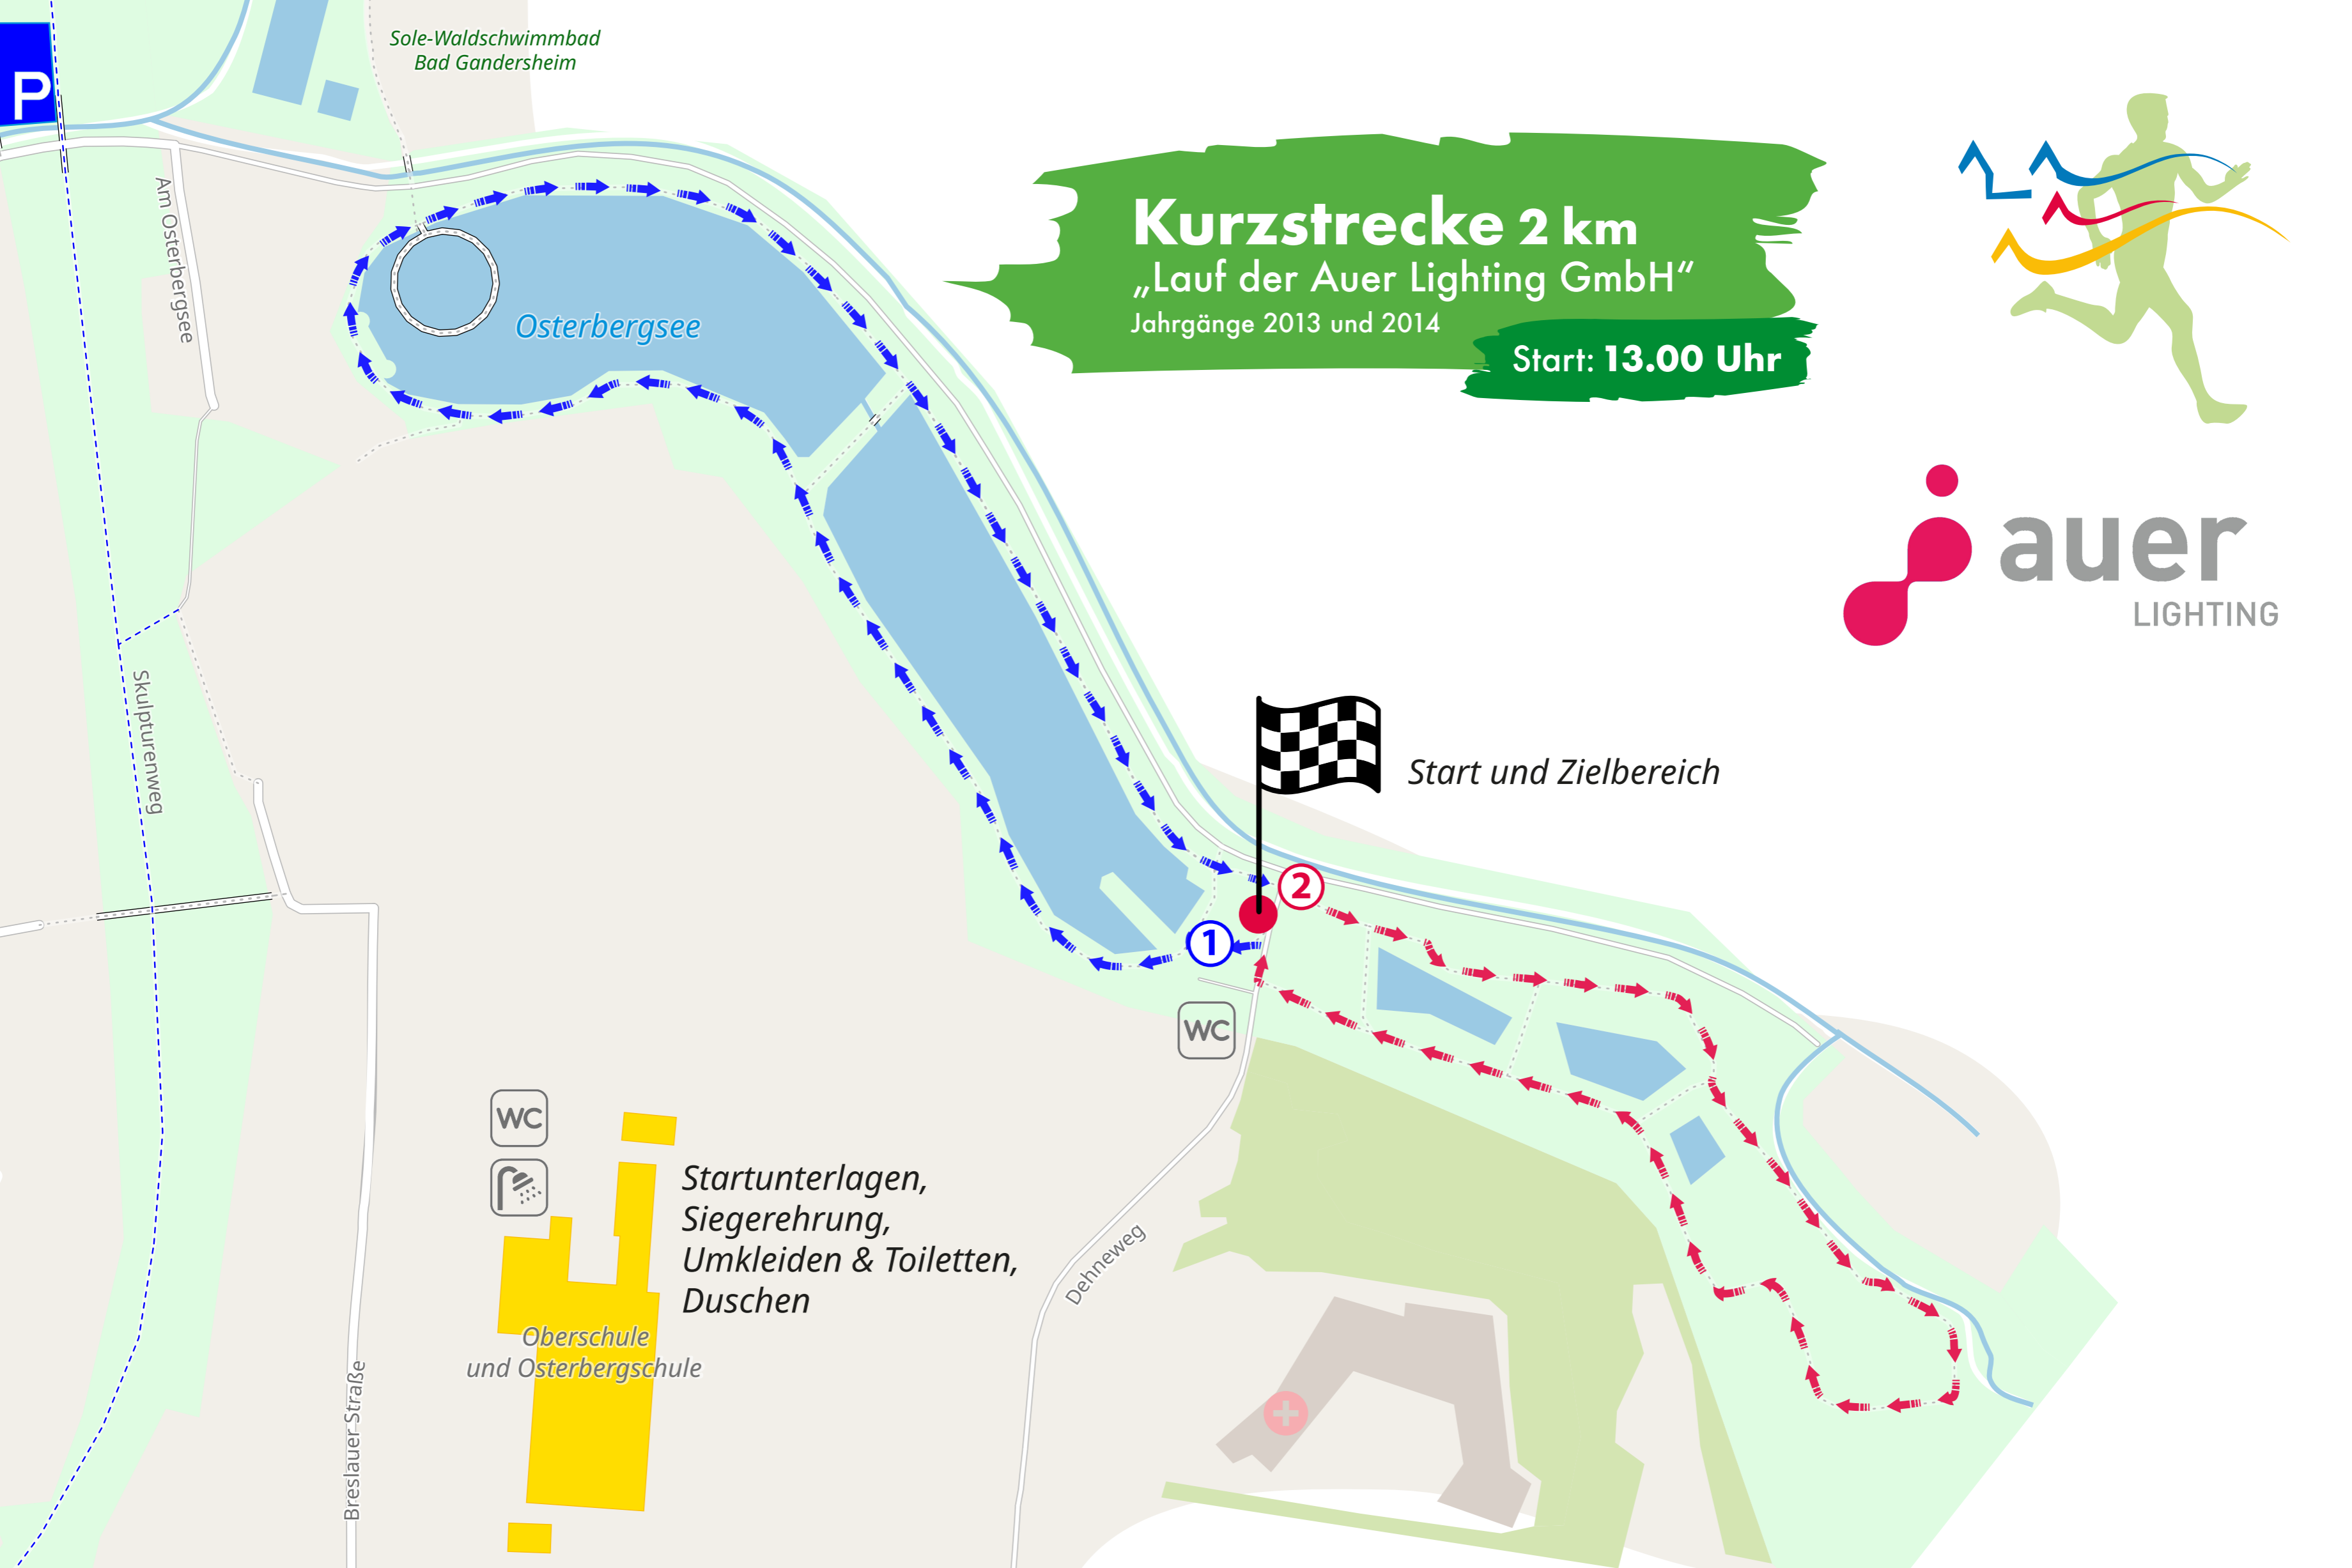 Sole-Waldschwimmbad
Bad Gandersheim
P
Kurzstrecke 2 km
„Lauf der Auer Lighting GmbH“
Jahrgänge 2013 und 2014
Start: 13.00 Uhr
Am Osterbergsee
Osterbergsee
auer
LIGHTING
Skulpturenweg
Start und Zielbereich
2
1
WC
WC
Startunterlagen,
Siegerehrung,
Umkleiden & Toiletten,
Duschen
Dehneweg
Oberschule
und Osterbergschule
Breslauer Straße